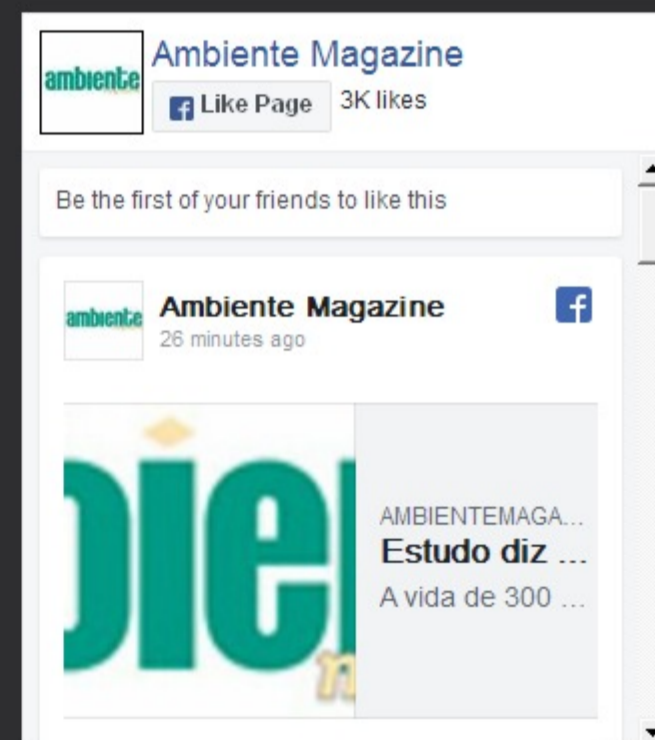 ambiente
Ambiente Magazine
Like Page
3K likes
Be the first of your friends to like this
ambiente
Ambiente Magazine
26 minutes ago
bier
AMBIENTEMAGA...
Estudo diz ...
A vida de 300 ...